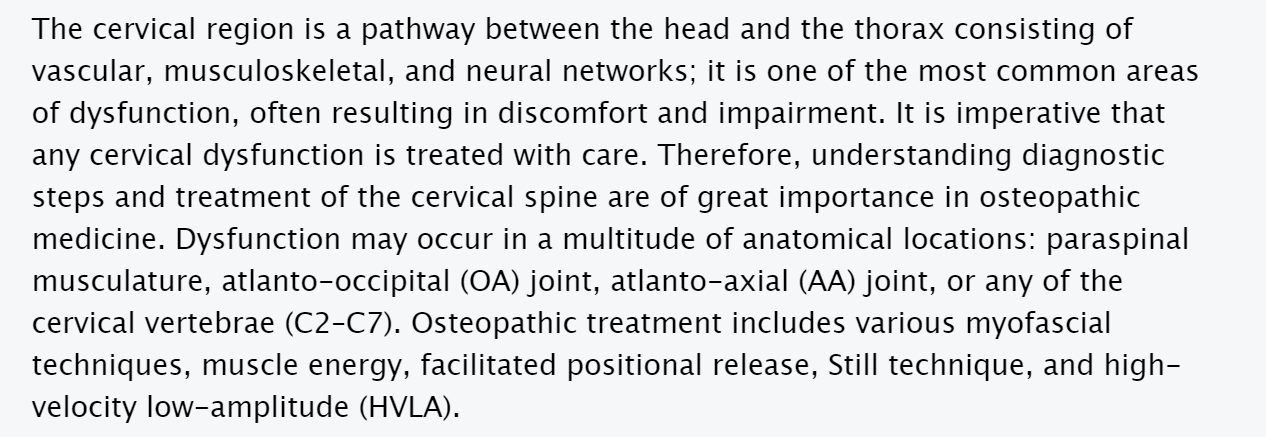 The cervical region is a pathway between the head and the thorax consisting of
vascular, musculoskeletal, and neural networks; it is one of the most common areas
of dysfunction, often resulting in discomfort and impairment. It is imperative that
any cervical dysfunction is treated with care. Therefore, understanding diagnostic
steps and treatment of the cervical spine are of great importance in osteopathic
medicine. Dysfunction may occur in a multitude of anatomical locations: paraspinal
musculature, atlanto-occipital (OA) joint, atlanto-axial (AA) joint, or any of the
cervical vertebrae (C2-C7). Osteopathic treatment includes various myofascial
techniques, muscle energy, facilitated positional release, Still technique, and high-
velocity low-amplitude (HVLA).